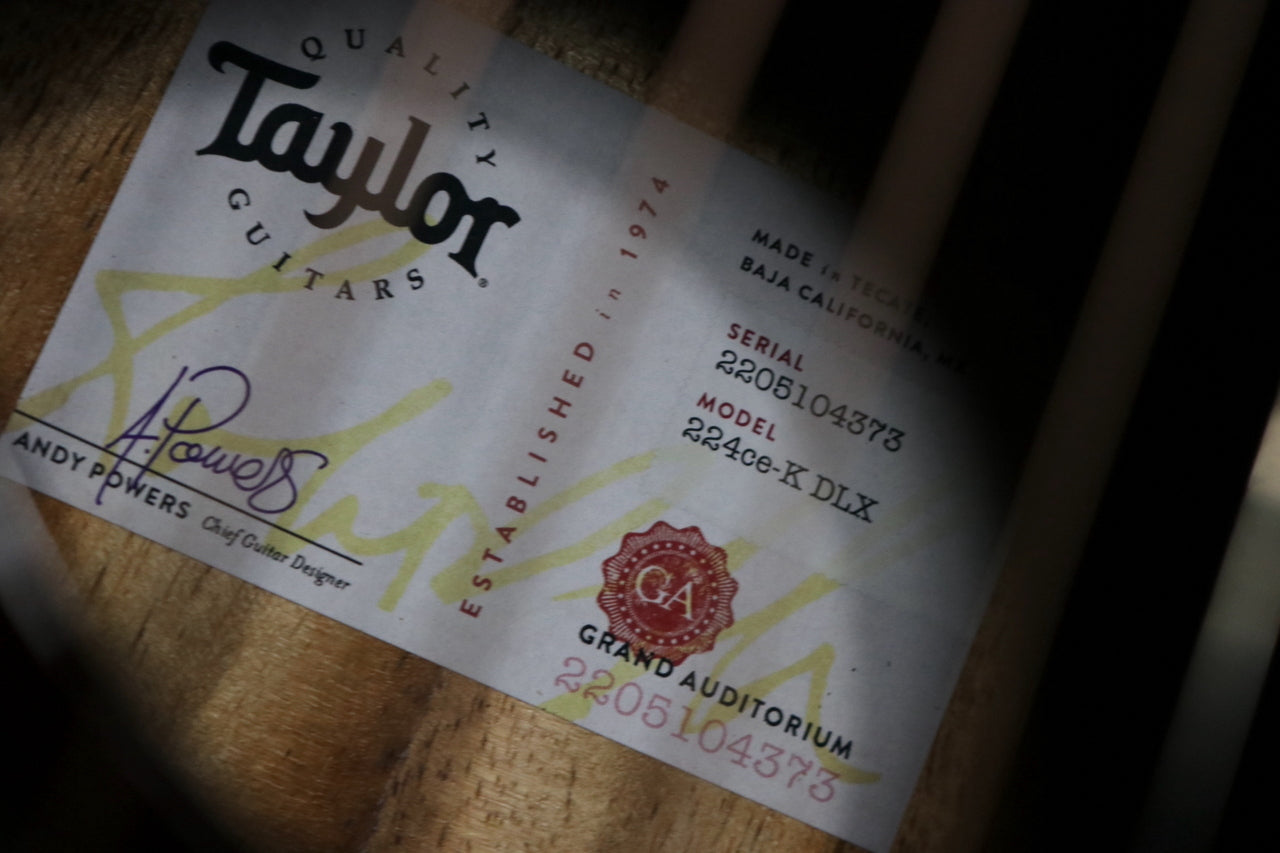 QUALITY
Taylor®
GUITARS
A. Powers
ANDY POWERS Chief Guitar Designer
ESTABLISHED in 1974
MADE in TECATE,
BAJA CALIFORNIA, MX
SERIAL
2205104373
MODEL
224ce-K DLX
GA
GRAND AUDITORIUM
2205104373